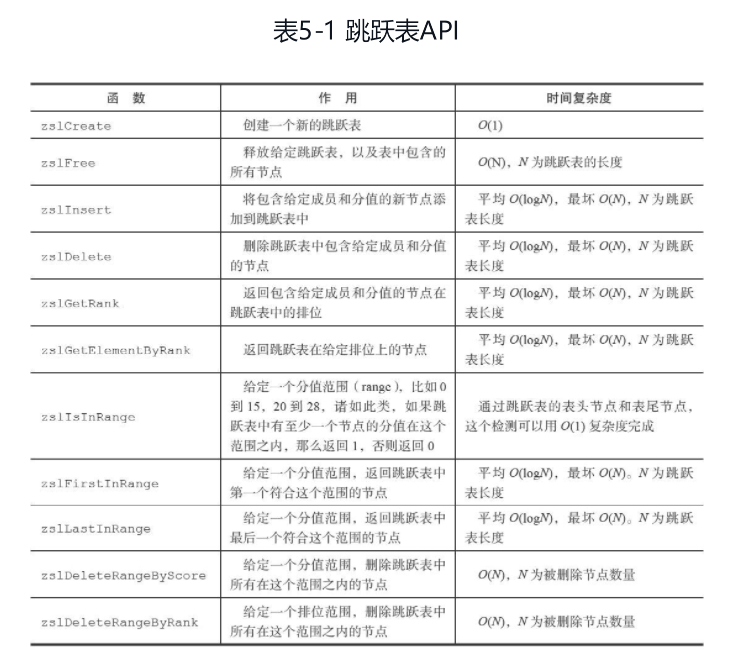 表5-1 跳跃表API
函 数 作 用 时间复杂度
zslCreate 创建一个新的跳跃表 O(1)
zslFree 释放给定跳跃表，以及表中包含的 O(N)，N 为跳跃表的长度
所有节点
zslInsert 将包含给定成员和分值的新节点添 平均 O(logN)，最坏 O(N)，N 为跳跃
加到跳跃表中 表长度
zslDelete 删除跳跃表中包含给定成员和分值 平均 O(logN)，最坏 O(N)，N 为跳跃
的节点 表长度
zslGetRank 返回包含给定成员和分值的节点在 平均 O(logN)，最坏 O(N)，N 为跳跃
跳跃表中的排位 表长度
zslGetElementByRank 返回跳跃表在给定排位上的节点 平均 O(logN)，最坏 O(N)，N 为跳跃
表长度
zslIsInRange 给定一个分值范围（range），比如 0 通过跳跃表的表头节点和表尾节点，
到 15，20 到 28，诸如此类，如果跳 这个检测可以用 O(1) 复杂度完成
跃表中有至少一个节点的分值在这个
范围之内，那么返回 1，否则返回 0
zslFirstInRange 给定一个分值范围，返回跳跃表中 平均 O(logN)，最坏 O(N)。N 为跳跃
第一个符合这个范围的节点 表长度
zslLastInRange 给定一个分值范围，返回跳跃表中 平均 O(logN)，最坏 O(N)。N 为跳跃
最后一个符合这个范围的节点 表长度
zslDeleteRangeByScore 给定一个分值范围，删除跳跃表中 O(N)，N 为被删除节点数量
所有在这个范围之内的节点
zslDeleteRangeByRank 给定一个排位范围，删除跳跃表中 O(N)，N 为被删除节点数量
所有在这个范围之内的节点